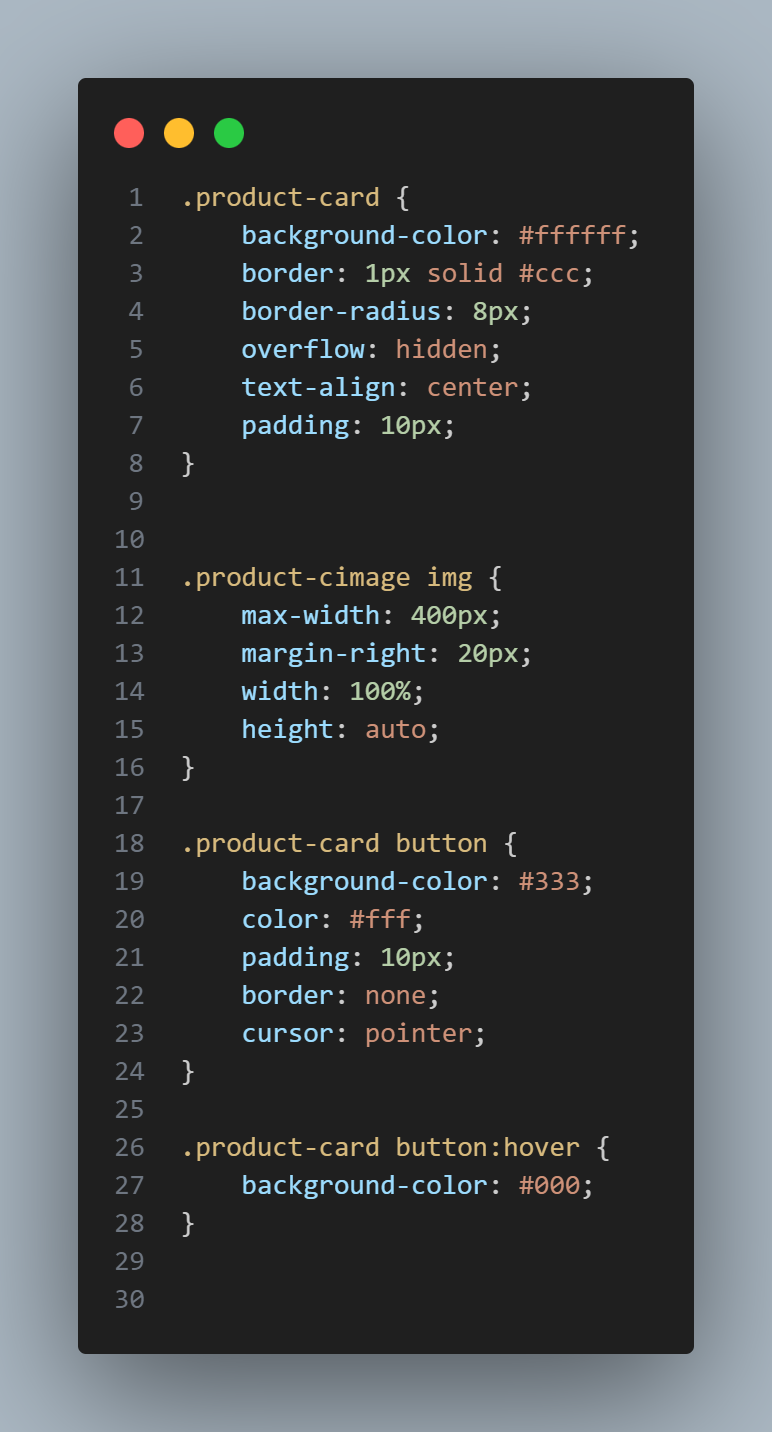 1 .product-card {
2     background-color: #ffffff;
3     border: 1px solid #ccc;
4     border-radius: 8px;
5     overflow: hidden;
6     text-align: center;
7     padding: 10px;
8 }
9
10
11 .product-cimage img {
12     max-width: 400px;
13     margin-right: 20px;
14     width: 100%;
15     height: auto;
16 }
17
18 .product-card button {
19     background-color: #333;
20     color: #fff;
21     padding: 10px;
22     border: none;
23     cursor: pointer;
24 }
25
26 .product-card button:hover {
27     background-color: #000;
28 }
29
30